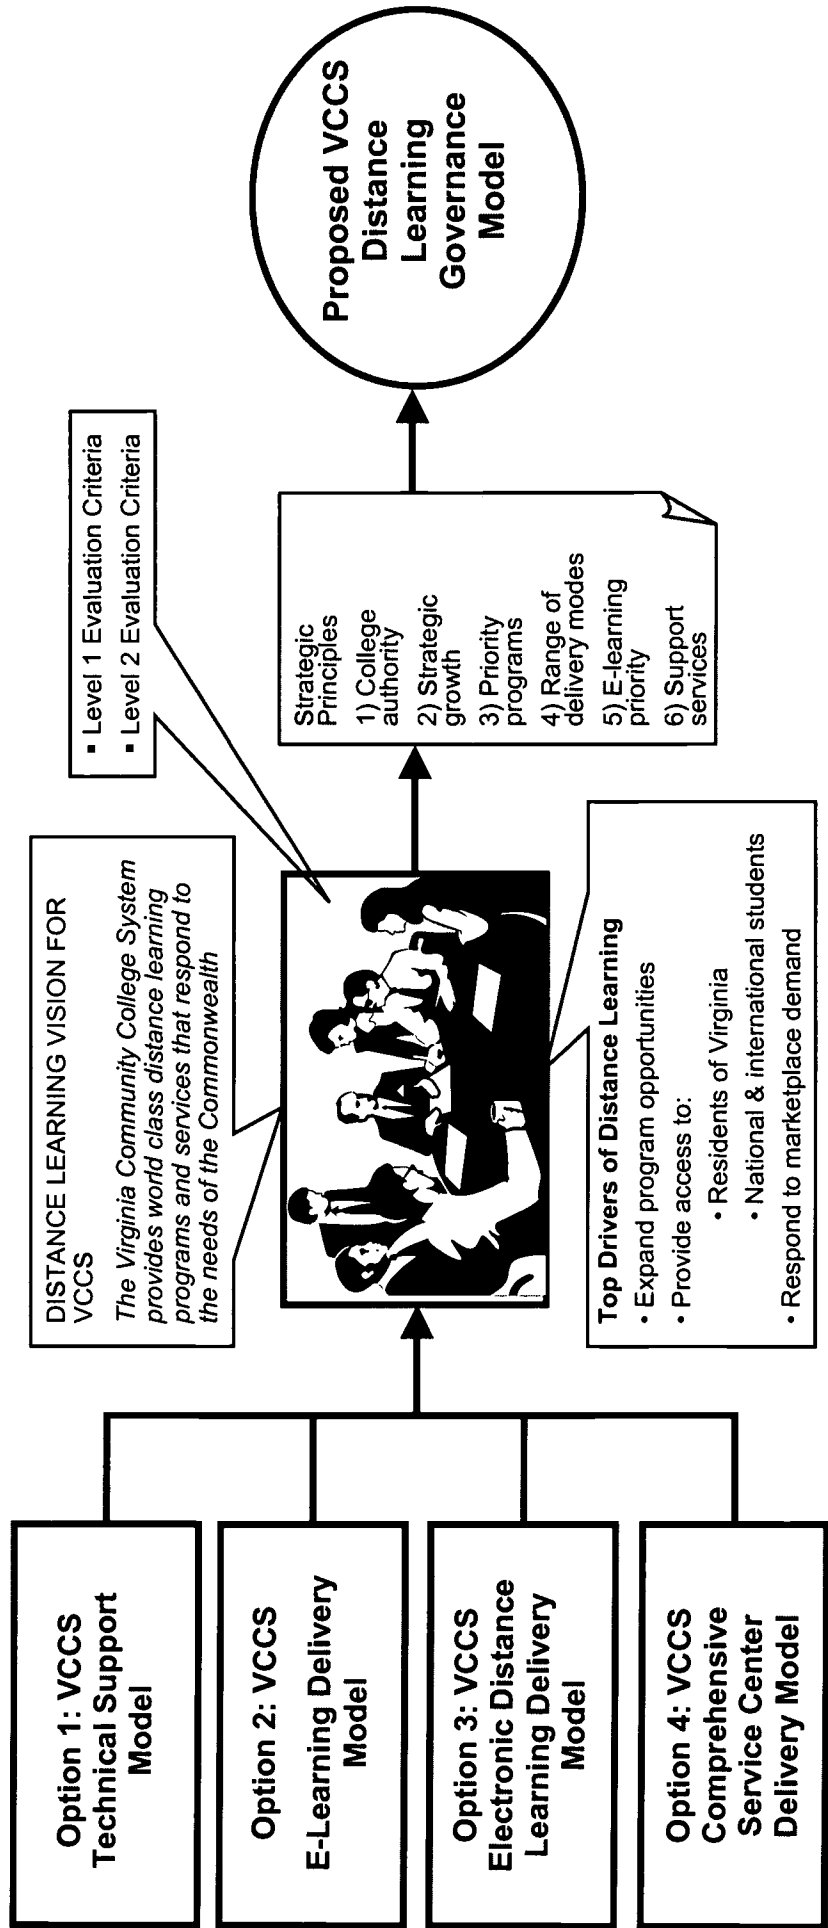 Option 1: VCCS
Technical Support
Model
Option 2: VCCS
E-Learning Delivery
Model
Option 3: VCCS
Electronic Distance
Learning Delivery
Model
Option 4: VCCS
Comprehensive
Service Center
Delivery Model
DISTANCE LEARNING VISION FOR
VCCS
The Virginia Community College System
provides world class distance learning
programs and services that respond to
the needs of the Commonwealth
Top Drivers of Distance Learning
• Expand program opportunities
• Provide access to:
• Residents of Virginia
• National & international students
• Respond to marketplace demand
▪ Level 1 Evaluation Criteria
▪ Level 2 Evaluation Criteria
Strategic
Principles
1) College
authority
2) Strategic
growth
3) Priority
programs
4) Range of
delivery modes
5) E-learning
priority
6) Support
services
Proposed VCCS
Distance
Learning
Governance
Model